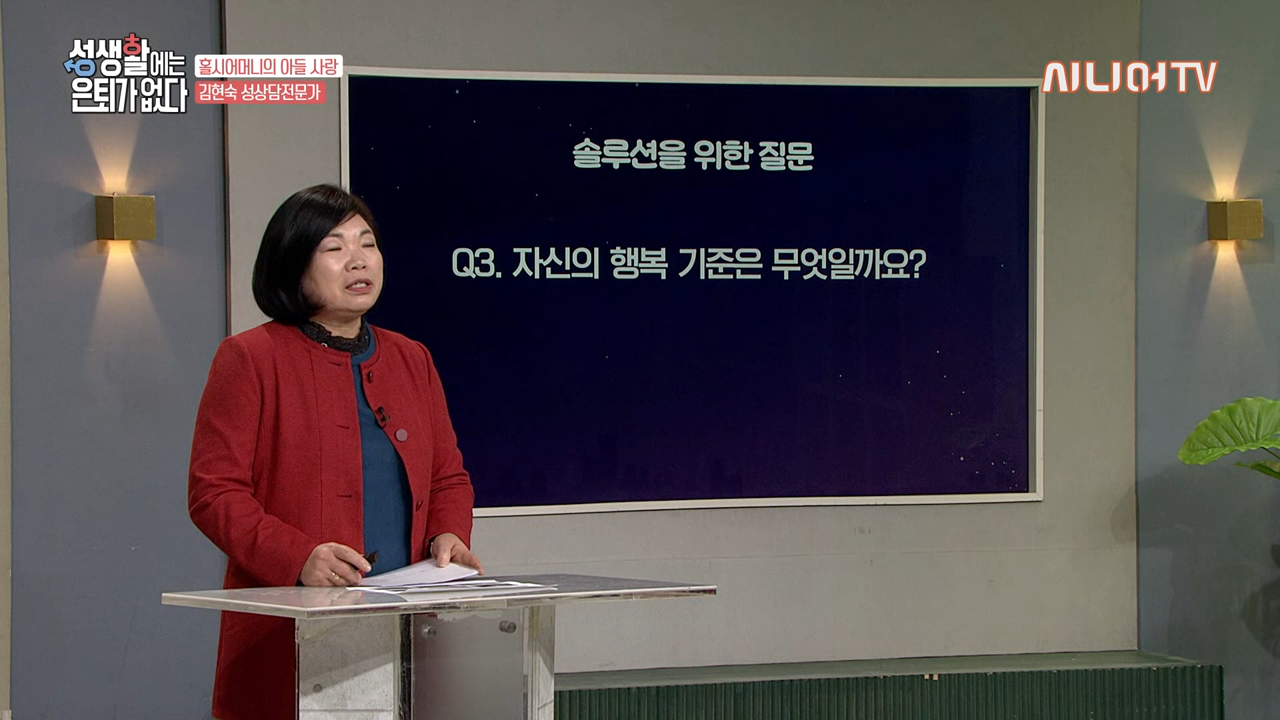 성생활에는
은퇴가 없다
홀시어머니의 아들 사랑
김현숙 성상담전문가
시니어TV
솔루션을 위한 질문
Q3. 자신의 행복 기준은 무엇일까요?